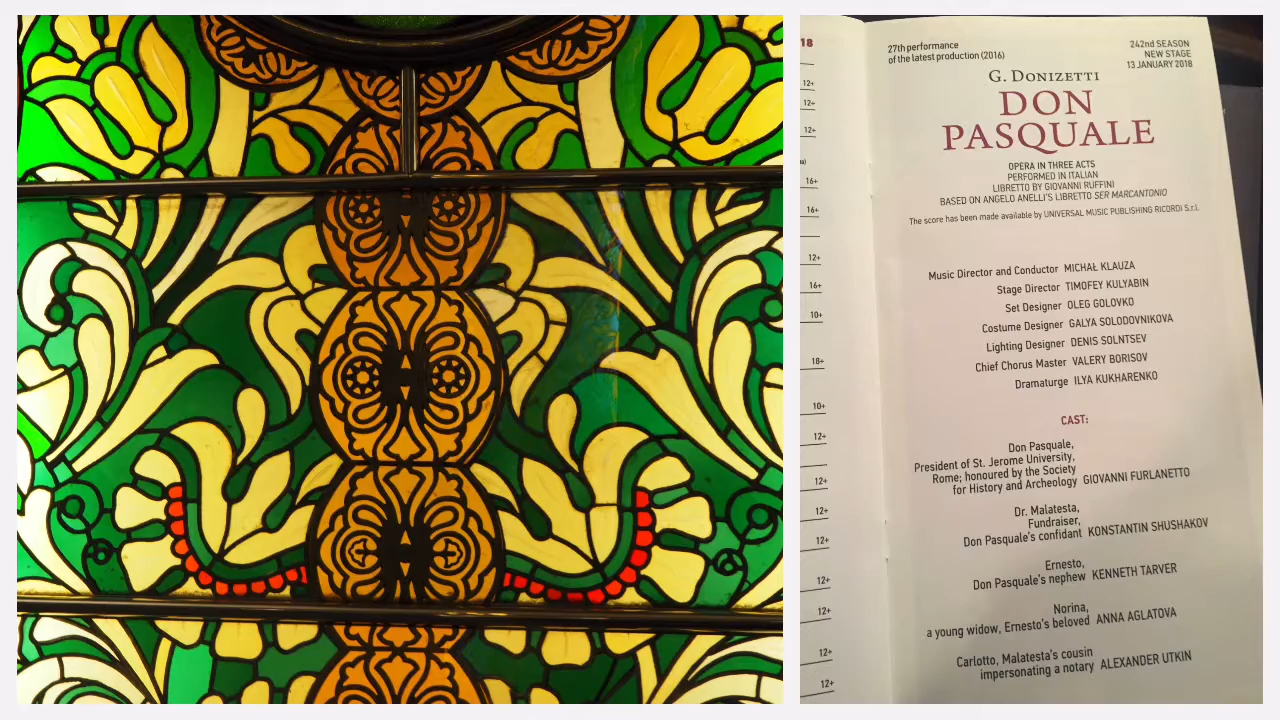 18
12+
12+
12+
16+
16+
12+
16+
10+
18+
10+
12+
12+
12+
12+
12+
12+
12+
12+
27th performance
of the latest production (2016)
242nd SEASON
NEW STAGE
13 JANUARY 2018
G. DONIZETTI
DON
PASQUALE
OPERA IN THREE ACTS
PERFORMED IN ITALIAN
LIBRETTO BY GIOVANNI RUFFINI
BASED ON ANGELO ANELLI'S LIBRETTO SER MARCANTONIO
The score has been made available by UNIVERSAL MUSIC PUBLISHING RICORDI S.r.l.
Music Director and Conductor MICHAŁ KLAUZA
Stage Director TIMOFEY KULYABIN
Set Designer OLEG GOLOVKO
Costume Designer GALYA SOLODOVNIKOVA
Lighting Designer DENIS SOLNTSEV
Chief Chorus Master VALERY BORISOV
Dramaturge ILYA KUKHARENKO
CAST:
Don Pasquale,
President of St. Jerome University,
Rome; honoured by the Society
for History and Archeology GIOVANNI FURLANETTO
Dr. Malatesta,
Fundraiser,
Don Pasquale's confidant KONSTANTIN SHUSHAKOV
Ernesto,
Don Pasquale's nephew KENNETH TARVER
Norina,
a young widow, Ernesto's beloved ANNA AGLATOVA
Carlotto, Malatesta's cousin
impersonating a notary ALEXANDER UTKIN